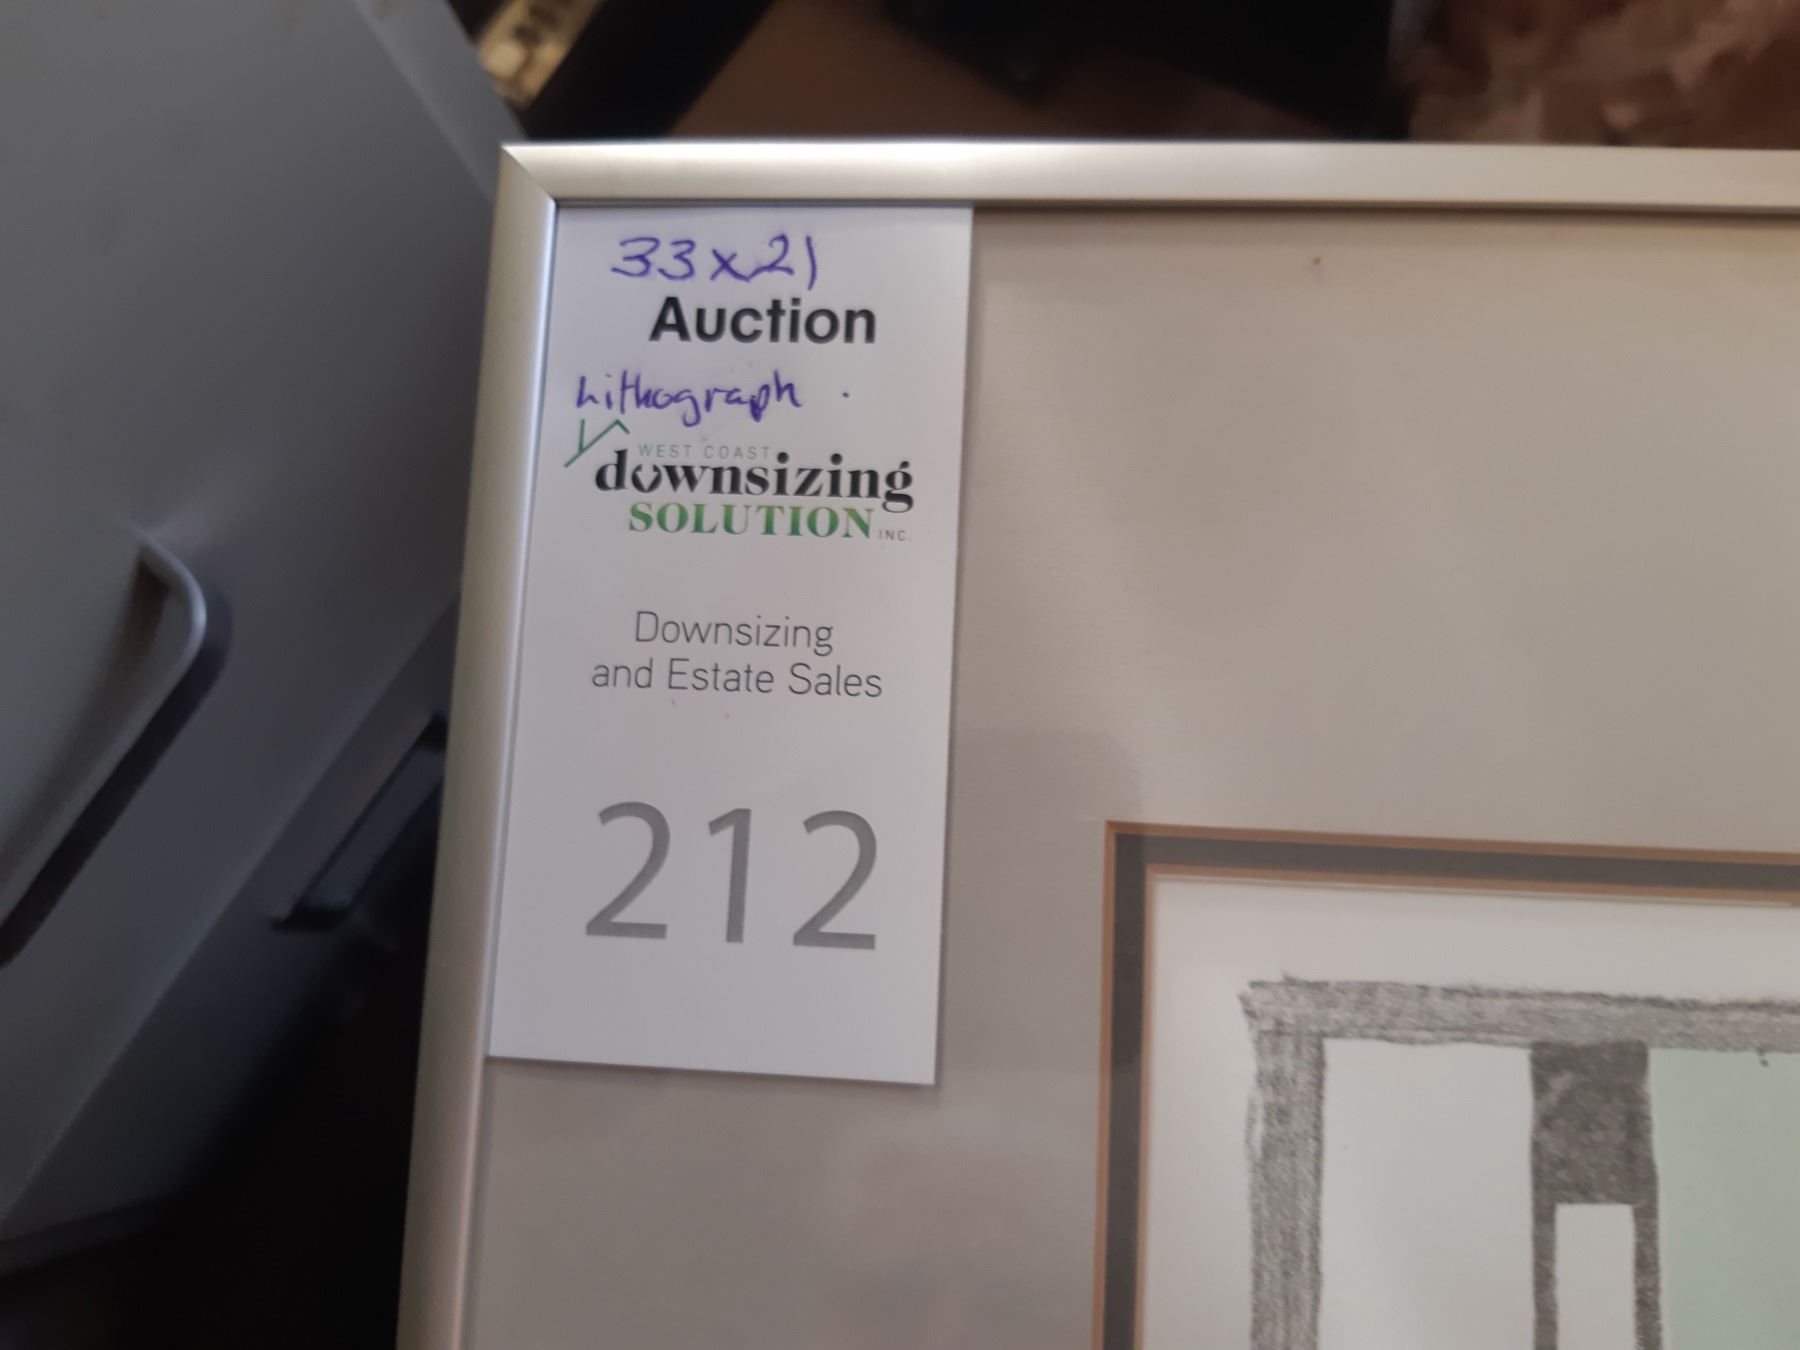 33x21
Auction
Lithograph.
WEST COAST
downsizing
SOLUTION INC.
Downsizing
and Estate Sales
212